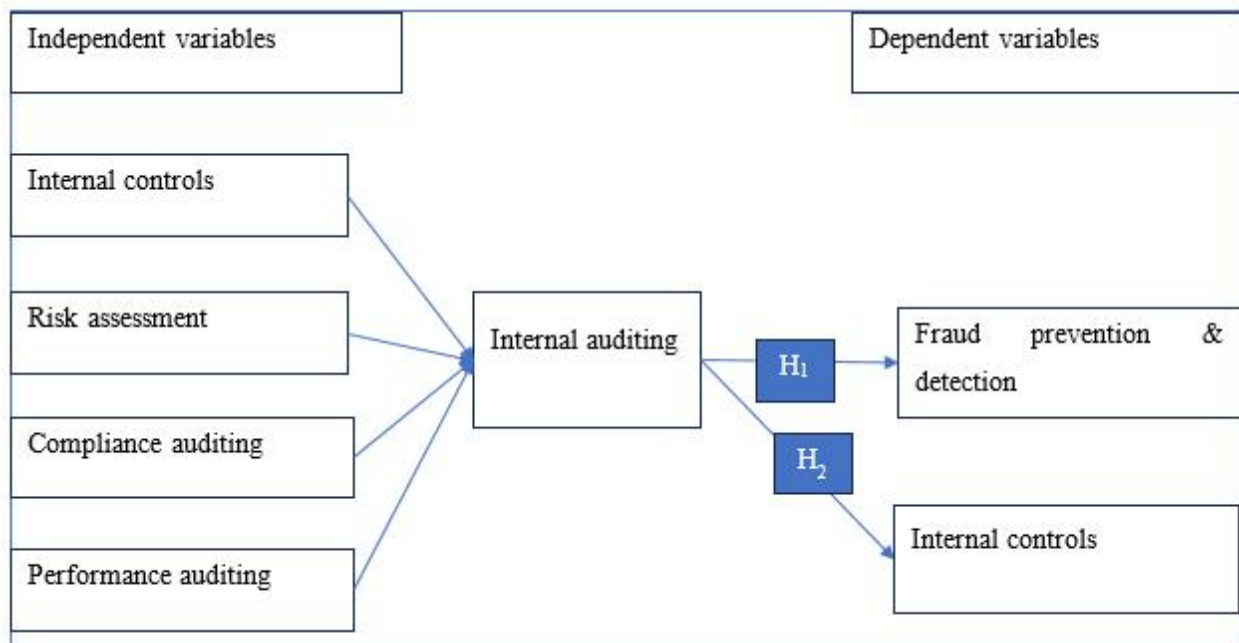 Independent variables
Dependent variables
Internal controls
Risk assessment
Compliance auditing
Performance auditing
Internal auditing
H₁
H₂
Fraud prevention &
detection
Internal controls